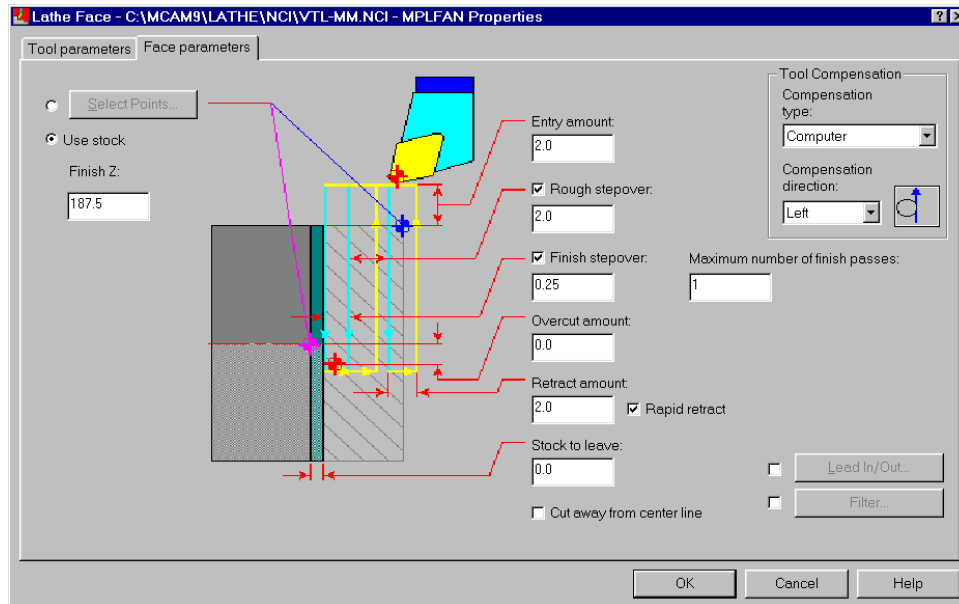 Lathe Face - C:\MCAM9\LATHE\NCI\VTL-MM.NCI - MPLFAN Properties
Tool parameters
Face parameters
Select Points...
Use stock
Finish Z:
187.5
Entry amount:
2.0
Rough stepover:
2.0
Finish stepover:
0.25
Maximum number of finish passes:
1
Overcut amount:
0.0
Retract amount:
2.0
Rapid retract
Stock to leave:
0.0
Cut away from center line
Tool Compensation
Compensation
type:
Computer
Compensation
direction:
Left
Lead In/Out...
Filter...
OK
Cancel
Help